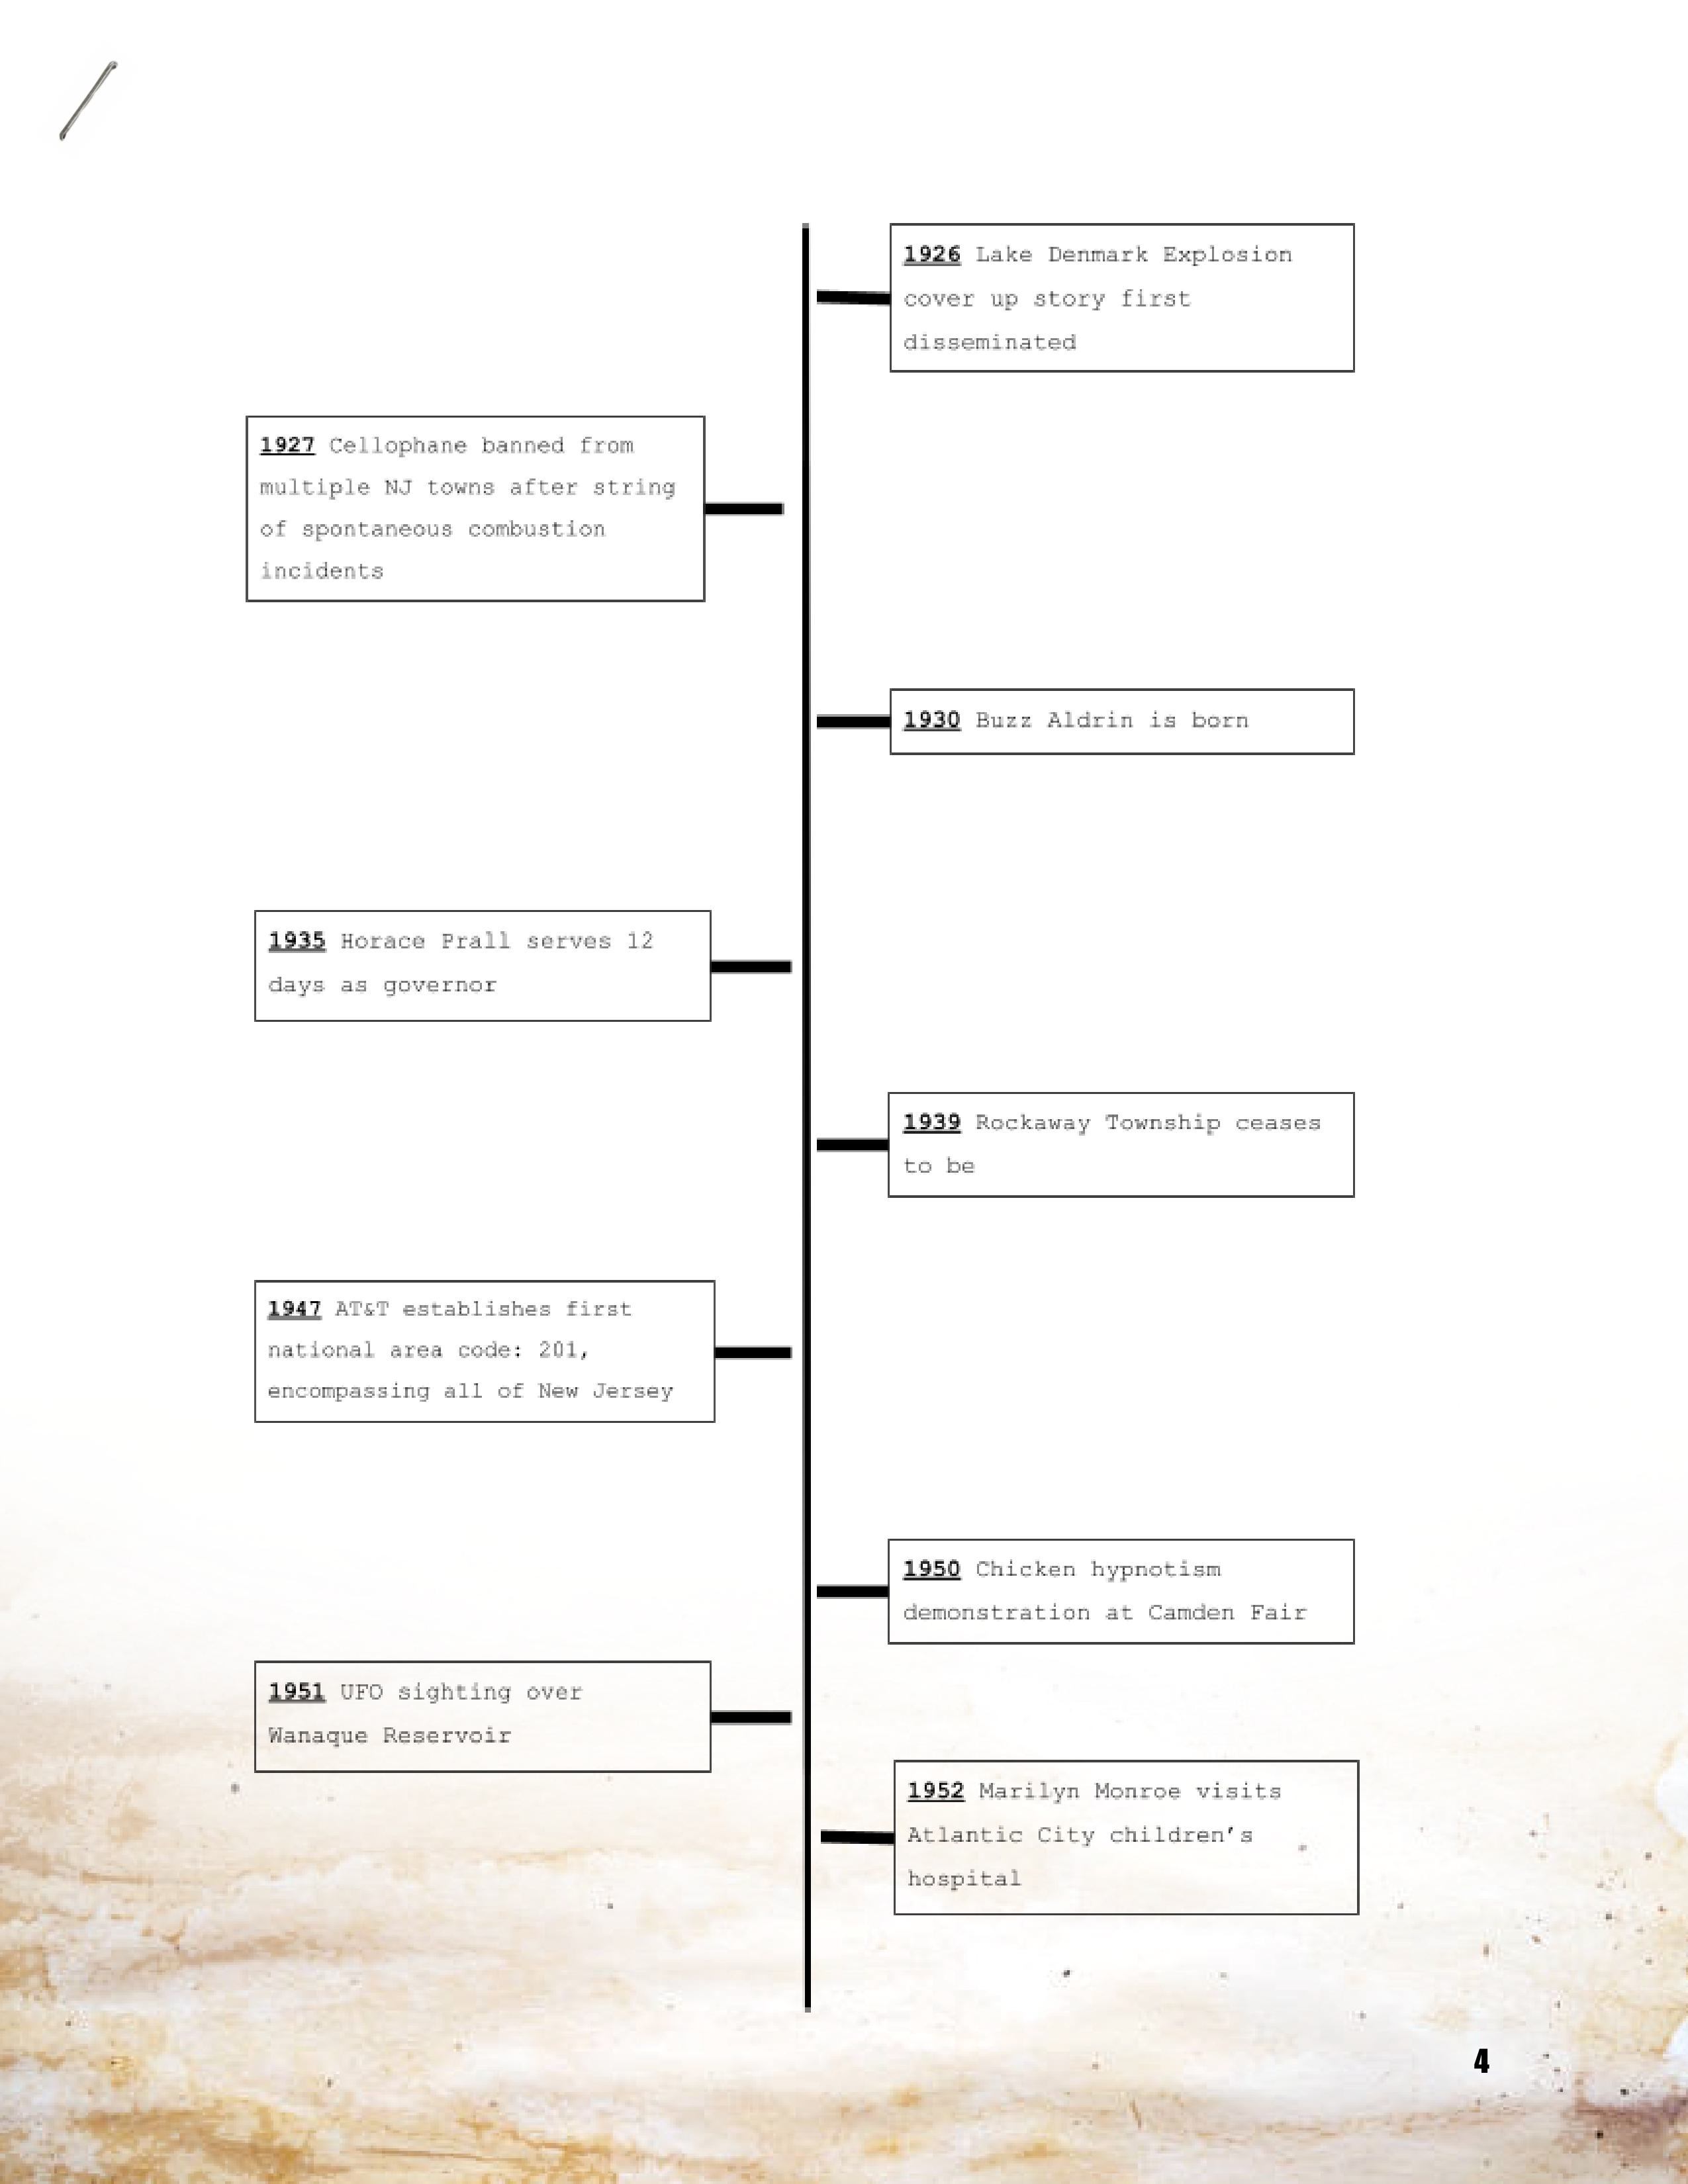 1926 Lake Denmark Explosion
cover up story first
disseminated
1927 Cellophane banned from
multiple NJ towns after string
of spontaneous combustion
incidents
1930 Buzz Aldrin is born
1935 Horace Prall serves 12
days as governor
1939 Rockaway Township ceases
to be
1947 AT&T establishes first
national area code: 201,
encompassing all of New Jersey
1950 Chicken hypnotism
demonstration at Camden Fair
1951 UFO sighting over
Wanaque Reservoir
1952 Marilyn Monroe visits
Atlantic City children's
hospital
4